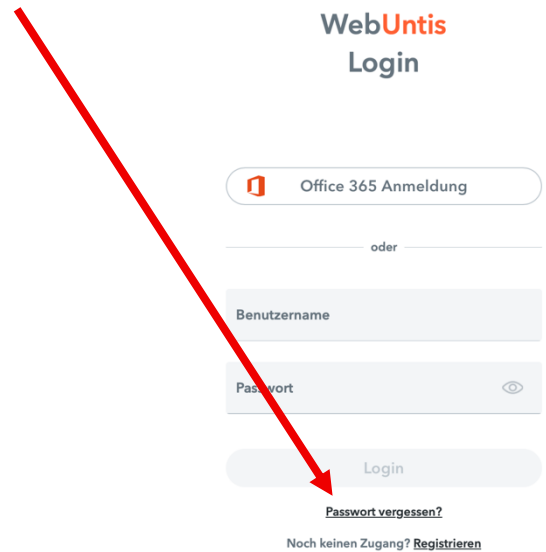 WebUntis
Login
Office 365 Anmeldung
oder
Benutzername
Passwort
Login
Passwort vergessen?
Noch keinen Zugang? Registrieren